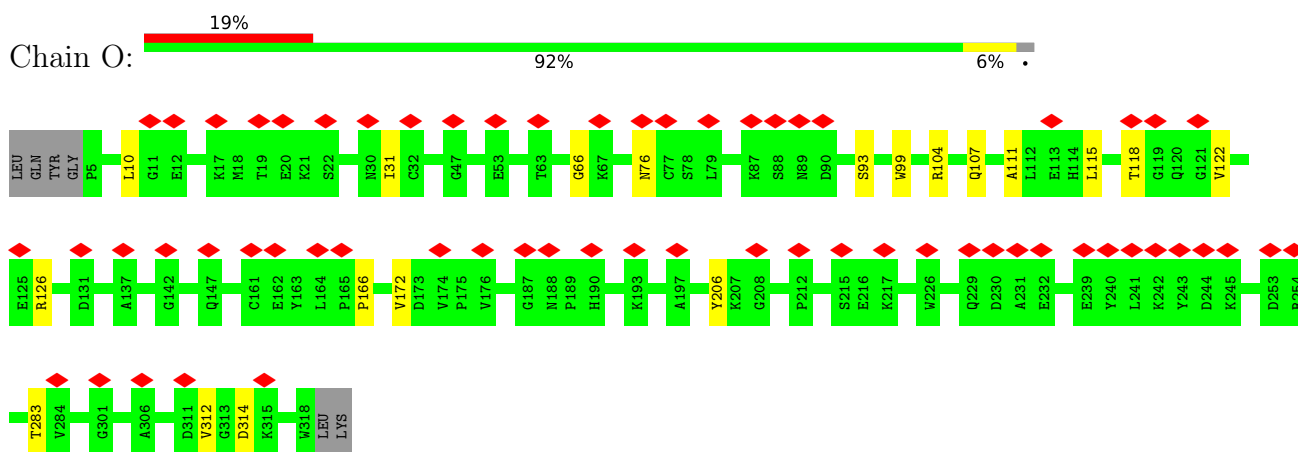 19%
Chain O:
92% 6% •
LEU GLN TYR GLY P5 L10 G11 E12 K17 M18 T19 E20 K21 S22 N30 I31 C32 G47 E53 T63 G66 K67 N76 C77 S78 L79 K87 S88 N89 D90 S93 W99 R104 Q107 A111 L112 E113 H114 L115 T118 G119 Q120 G121 V122
E125 R126 D131 A137 G142 Q147 C161 E162 Y163 L164 P165 P166 V172 D173 V174 P175 V176 G187 N188 P189 H190 K193 A197 Y206 K207 G208 P212 S215 E216 K217 W226 Q229 D230 A231 E232 E239 Y240 L241 K242 Y243 D244 K245 D253
T283 V284 G301 A306 D311 V312 G313 D314 K315 W318 LEU LYS